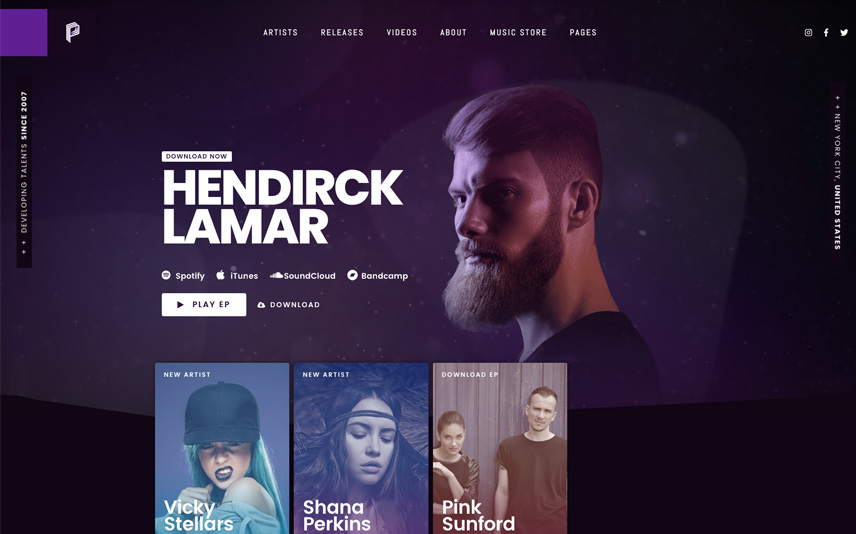 ARTISTS
RELEASES
VIDEOS
ABOUT
MUSIC STORE
PAGES
+ + DEVELOPING TALENTS SINCE 2007
+ + NEW YORK CITY, UNITED STATES
DOWNLOAD NOW
HENDIRCK
LAMAR
Spotify
iTunes
SoundCloud
Bandcamp
PLAY EP
DOWNLOAD
NEW ARTIST
Vicky
Stellars
NEW ARTIST
Shana
Perkins
DOWNLOAD EP
Pink
Sunford